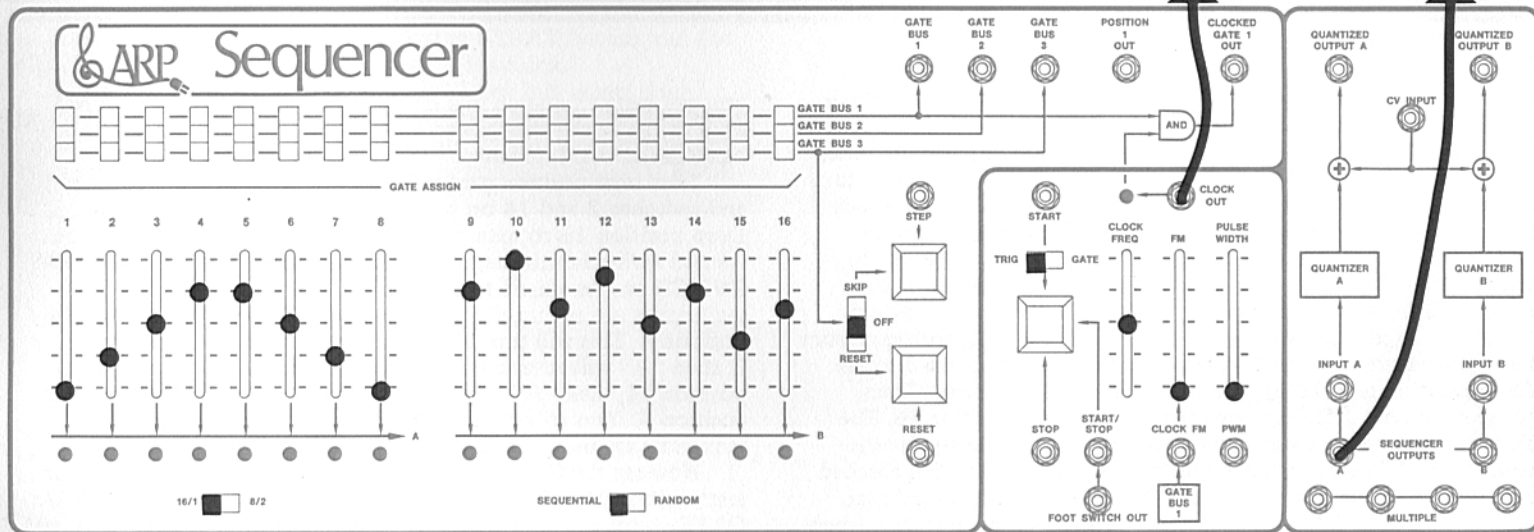 ARP Sequencer
GATE BUS 1
GATE BUS 2
GATE BUS 3
POSITION 1 OUT
CLOCKED GATE 1 OUT
QUANTIZED OUTPUT A
QUANTIZED OUTPUT B
CV INPUT
GATE BUS 1
GATE BUS 2
GATE BUS 3
AND
GATE ASSIGN
1 2 3 4 5 6 7 8
9 10 11 12 13 14 15 16
STEP
START
CLOCK OUT
TRIG
GATE
CLOCK FREQ
FM
PULSE WIDTH
QUANTIZER A
QUANTIZER B
SKIP
OFF
RESET
INPUT A
INPUT B
RESET
STOP
START/STOP
CLOCK FM
PWM
A
B
SEQUENCER OUTPUTS
A
B
16/1
8/2
SEQUENTIAL
RANDOM
FOOT SWITCH OUT
GATE BUS 1
MULTIPLE